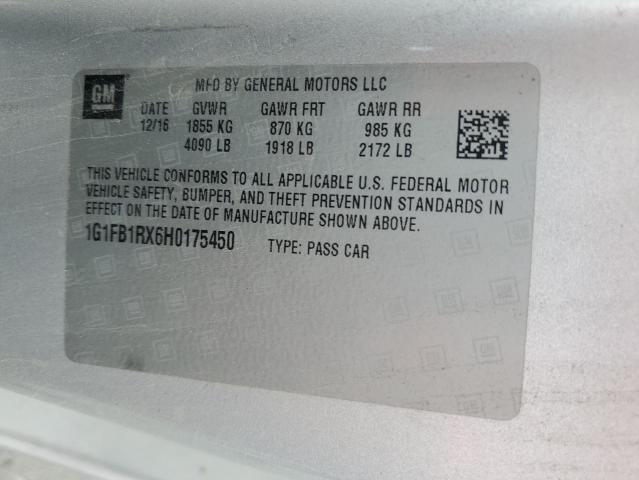 GM
MFD BY GENERAL MOTORS LLC
DATE GVWR GAWR FRT GAWR RR
12/16 1855 KG 870 KG 985 KG
4090 LB 1918 LB 2172 LB
THIS VEHICLE CONFORMS TO ALL APPLICABLE U.S. FEDERAL MOTOR
VEHICLE SAFETY, BUMPER, AND THEFT PREVENTION STANDARDS IN
EFFECT ON THE DATE OF MANUFACTURE SHOWN ABOVE.
1G1FB1RX6H0175450 TYPE: PASS CAR